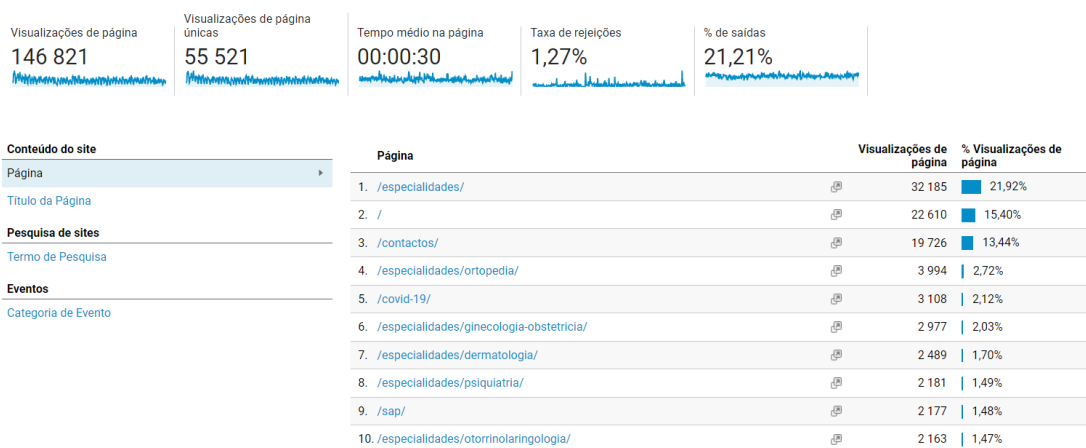 Visualizações de página
146 821
Visualizações de página
únicas
55 521
Tempo médio na página
00:00:30
Taxa de rejeições
1,27%
% de saídas
21,21%
Conteúdo do site
Página
Título da Página
Pesquisa de sites
Termo de Pesquisa
Eventos
Categoria de Evento
Página Visualizações de página % Visualizações de página
1. /especialidades/ 32 185 21,92%
2. / 22 610 15,40%
3. /contactos/ 19 726 13,44%
4. /especialidades/ortopedia/ 3 994 2,72%
5. /covid-19/ 3 108 2,12%
6. /especialidades/ginecologia-obstetricia/ 2 977 2,03%
7. /especialidades/dermatologia/ 2 489 1,70%
8. /especialidades/psiquiatria/ 2 181 1,49%
9. /sap/ 2 177 1,48%
10. /especialidades/otorrinolaringologia/ 2 163 1,47%